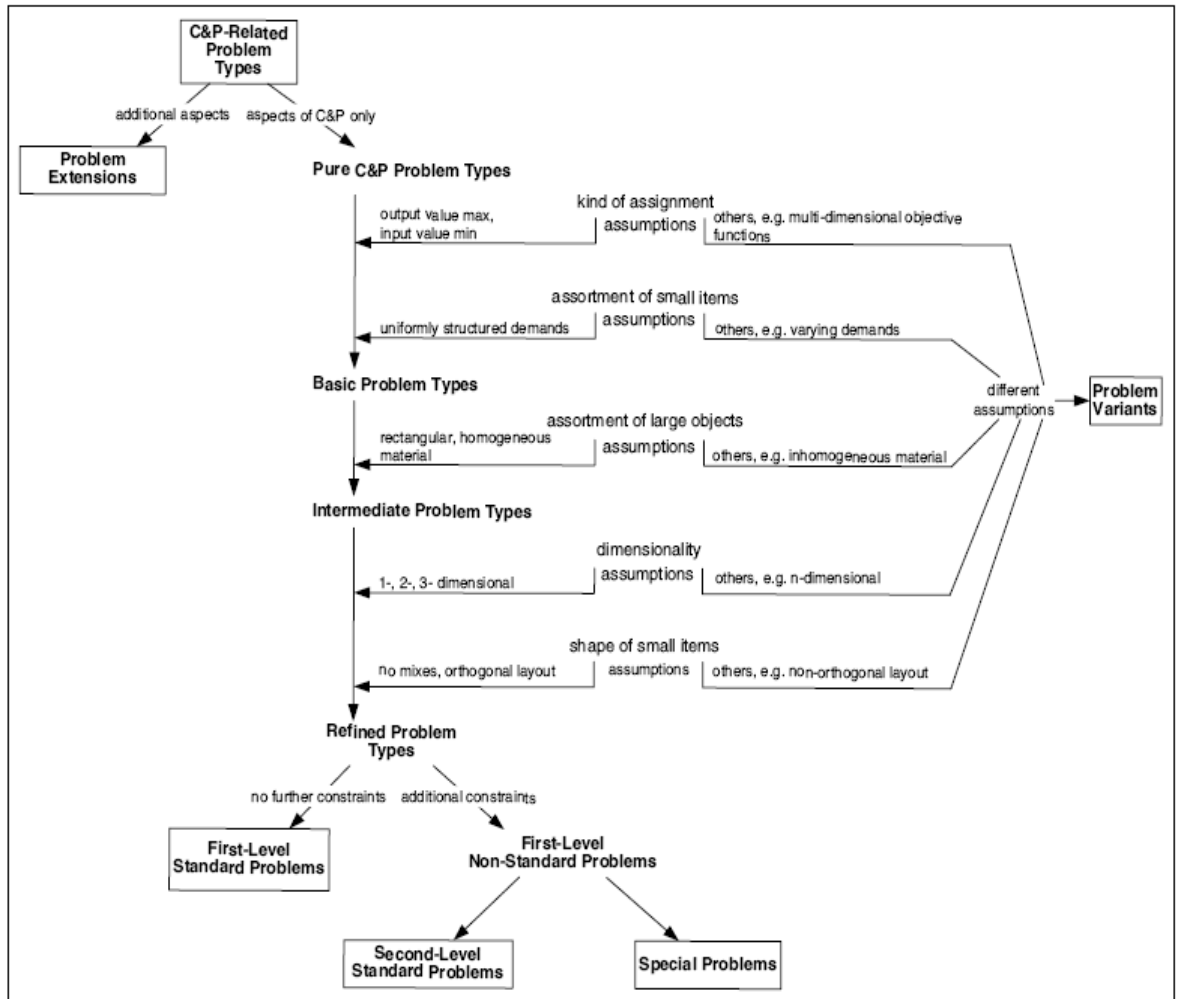 C&P-Related
Problem
Types
additional aspects
aspects of C&P only
Problem
Extensions
Pure C&P Problem Types
kind of assignment
output value max,
input value min
assumptions
others, e.g. multi-dimensional objective
functions
assortment of small items
assumptions
uniformly structured demands
others, e.g. varying demands
Basic Problem Types
different
assumptions
Problem
Variants
assortment of large objects
rectangular, homogeneous
material
assumptions
others, e.g. inhomogeneous material
Intermediate Problem Types
dimensionality
assumptions
1-, 2-, 3- dimensional
others, e.g. n-dimensional
shape of small items
no mixes, orthogonal layout
assumptions
others, e.g. non-orthogonal layout
Refined Problem
Types
no further constraints
additional constraints
First-Level
Standard Problems
First-Level
Non-Standard Problems
Second-Level
Standard Problems
Special Problems